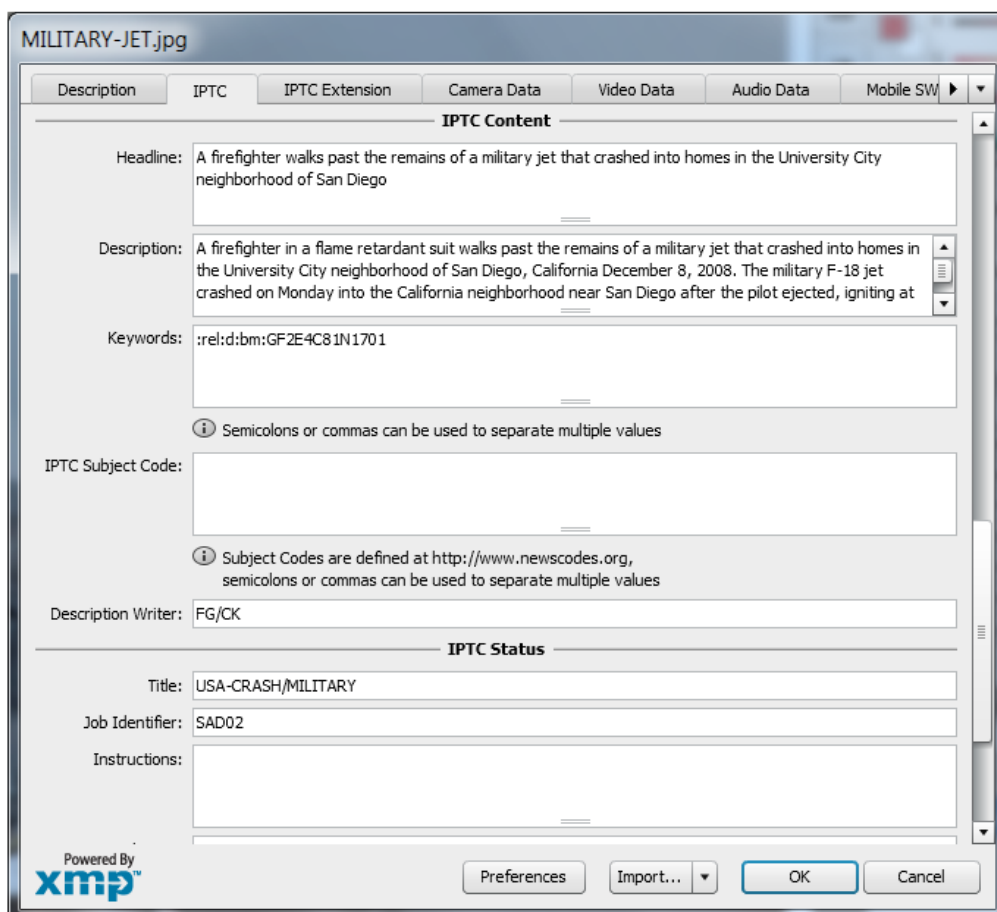 MILITARY-JET.jpg
Description IPTC IPTC Extension Camera Data Video Data Audio Data Mobile SW
IPTC Content
Headline: A firefighter walks past the remains of a military jet that crashed into homes in the University City
neighborhood of San Diego
Description: A firefighter in a flame retardant suit walks past the remains of a military jet that crashed into homes in
the University City neighborhood of San Diego, California December 8, 2008. The military F-18 jet
crashed on Monday into the California neighborhood near San Diego after the pilot ejected, igniting at
Keywords: :rel:d:bm:GF2E4C81N1701
Semicolons or commas can be used to separate multiple values
IPTC Subject Code:
Subject Codes are defined at http://www.newscodes.org,
semicolons or commas can be used to separate multiple values
Description Writer: FG/CK
IPTC Status
Title: USA-CRASH/MILITARY
Job Identifier: SAD02
Instructions:
Powered By
xmp™
Preferences Import... OK Cancel